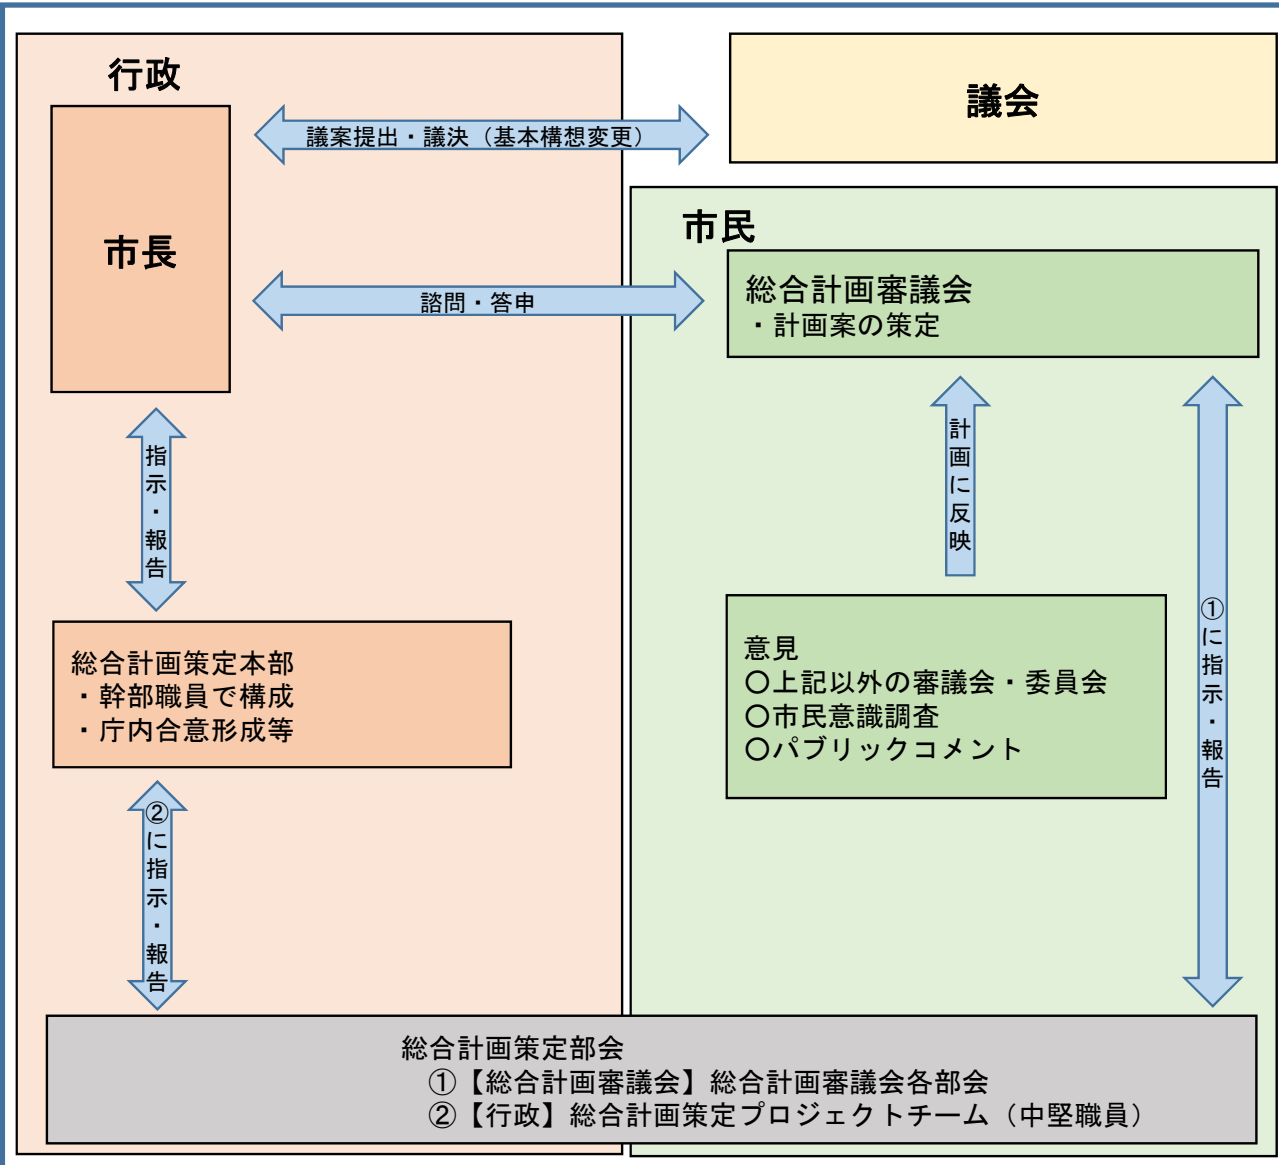 行政
議会
議案提出・議決（基本構想変更）
市長
市民
総合計画審議会
・計画案の策定
諮問・答申
指示・報告
計画に反映
①に指示・報告
総合計画策定本部
・幹部職員で構成
・庁内合意形成等
意見
〇上記以外の審議会・委員会
〇市民意識調査
〇パブリックコメント
②に指示・報告
総合計画策定部会
①【総合計画審議会】総合計画審議会各部会
②【行政】総合計画策定プロジェクトチーム（中堅職員）